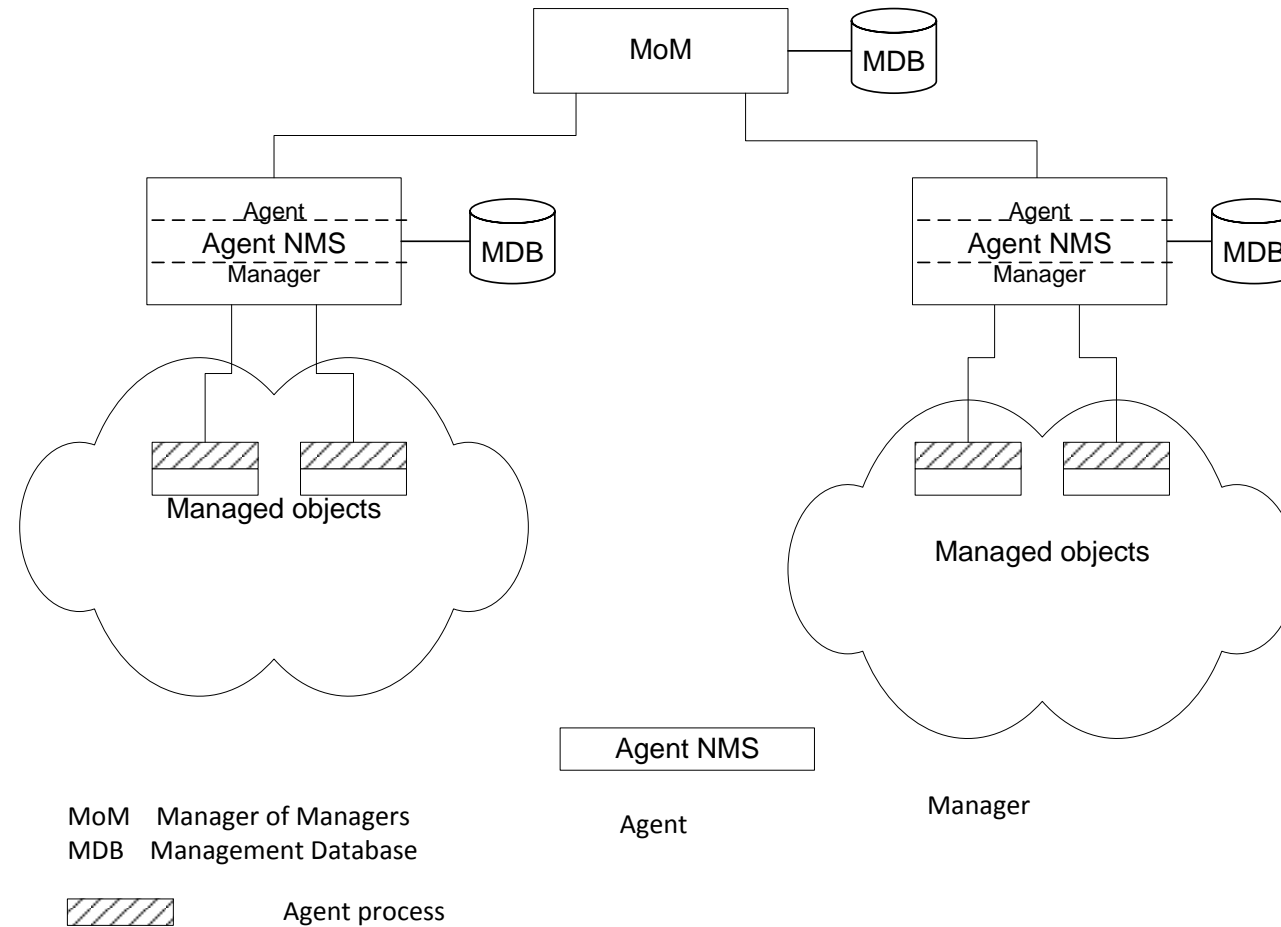 MoM
MDB
Agent
Agent NMS
Manager
MDB
Agent
Agent NMS
Manager
MDB
Managed objects
Managed objects
Agent NMS
Manager
Agent
MoM Manager of Managers
MDB Management Database
Agent process